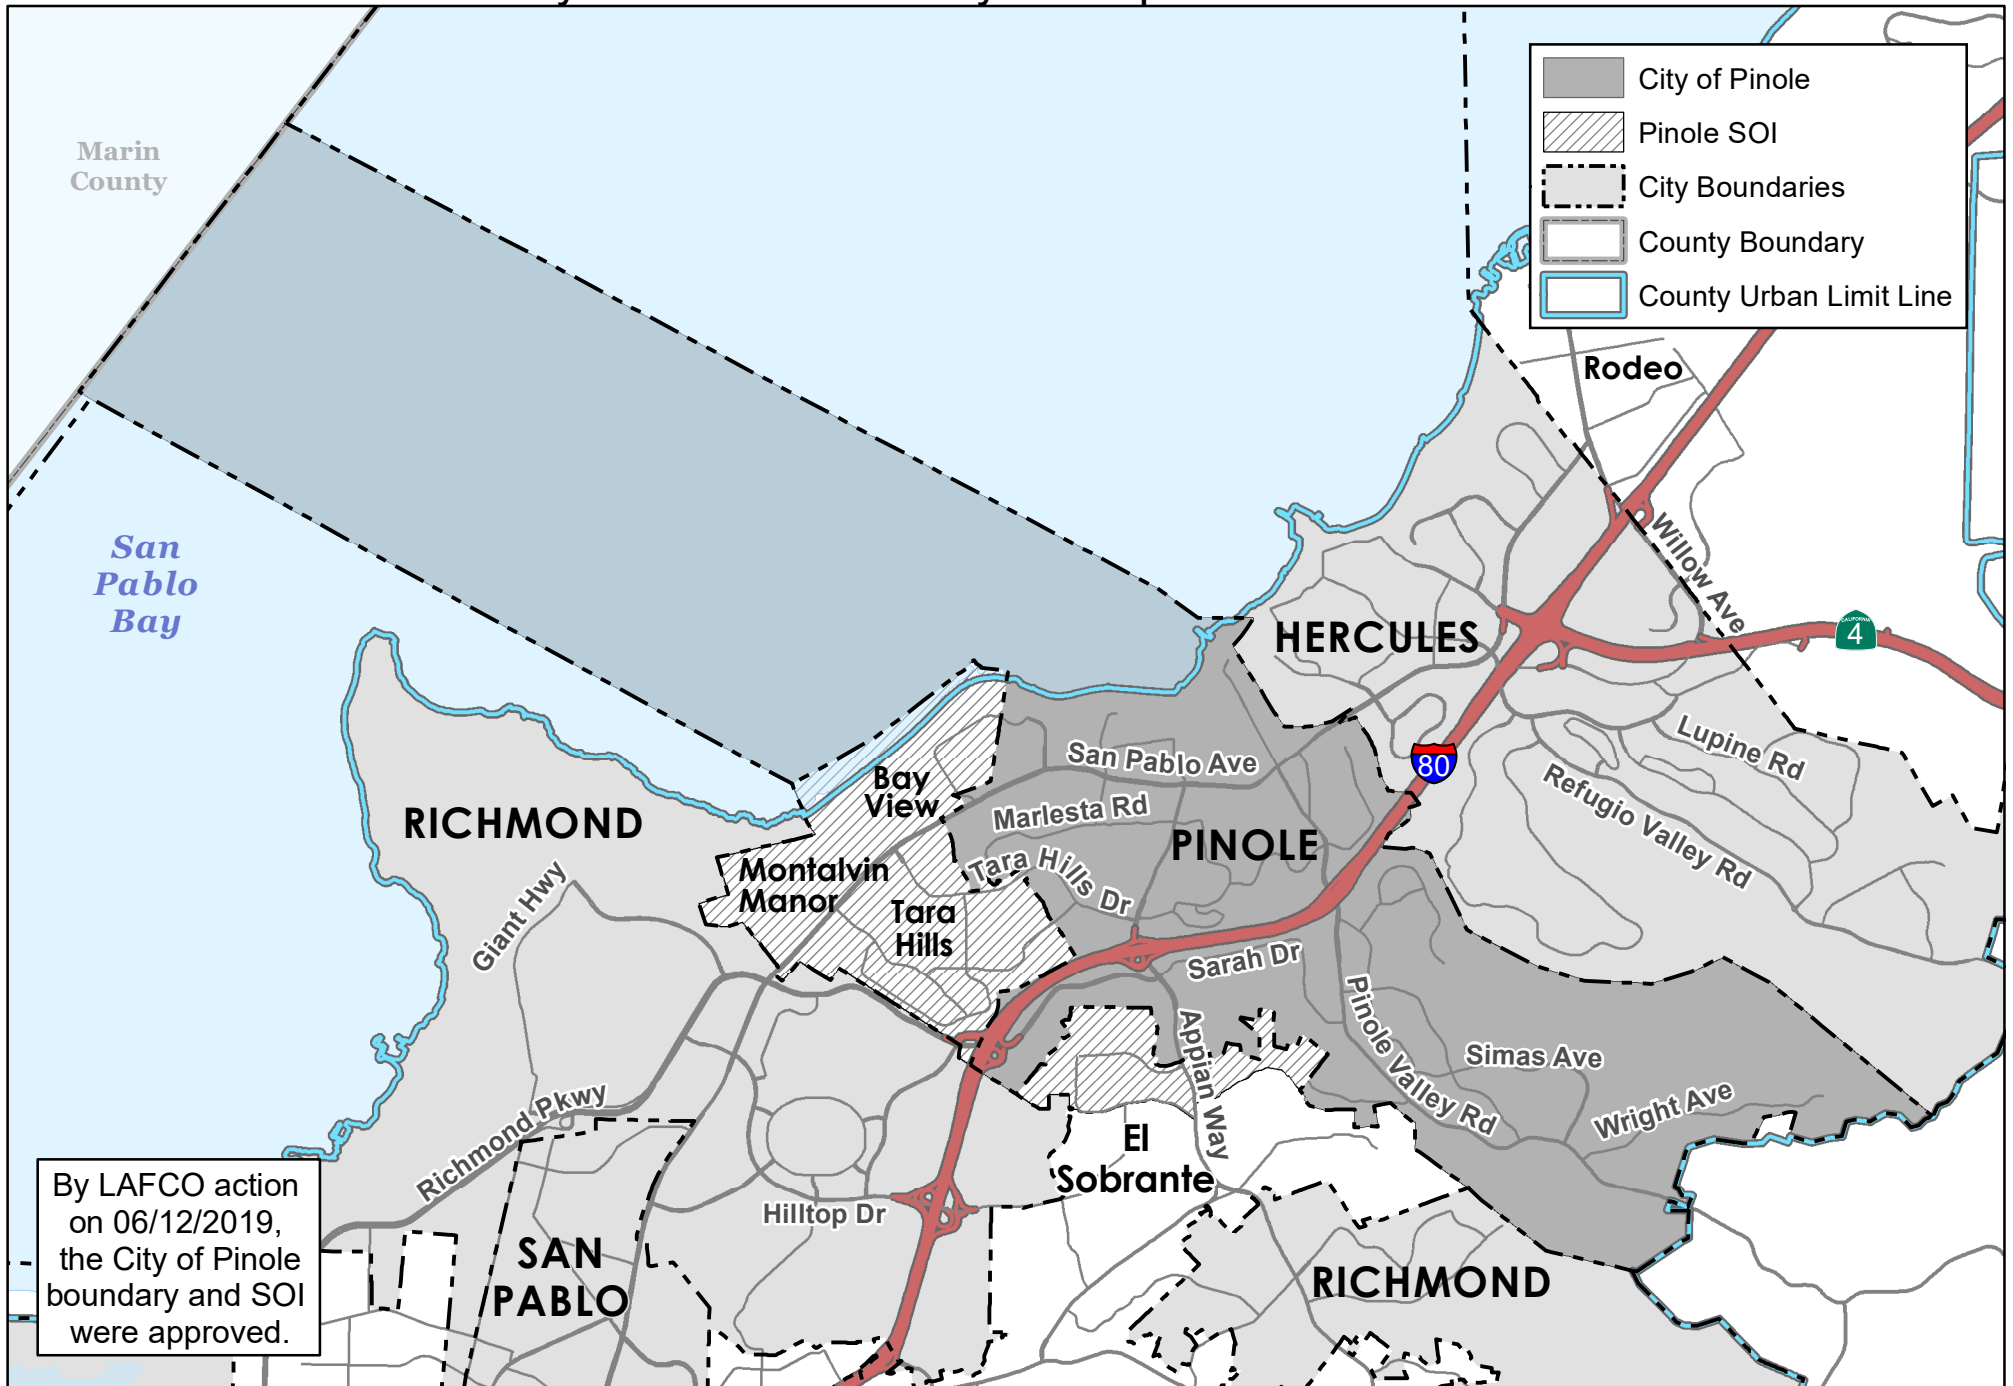 City of Pinole
Pinole SOI
City Boundaries
County Boundary
County Urban Limit Line
Marin
County
San
Pablo
Bay
Rodeo
Willow Ave
CALIFORNIA
4
HERCULES
Lupine Rd
Refugio Valley Rd
80
San Pablo Ave
Bay
View
Marlesta Rd
RICHMOND
PINOLE
Montalvin
Manor
Tara Hills Dr
Tara
Hills
Giant Hwy
Sarah Dr
Pinole Valley Rd
Appian Way
Simas Ave
Wright Ave
Richmond Pkwy
El
Sobrante
Hilltop Dr
SAN
PABLO
RICHMOND
By LAFCO action
on 06/12/2019,
the City of Pinole
boundary and SOI
were approved.